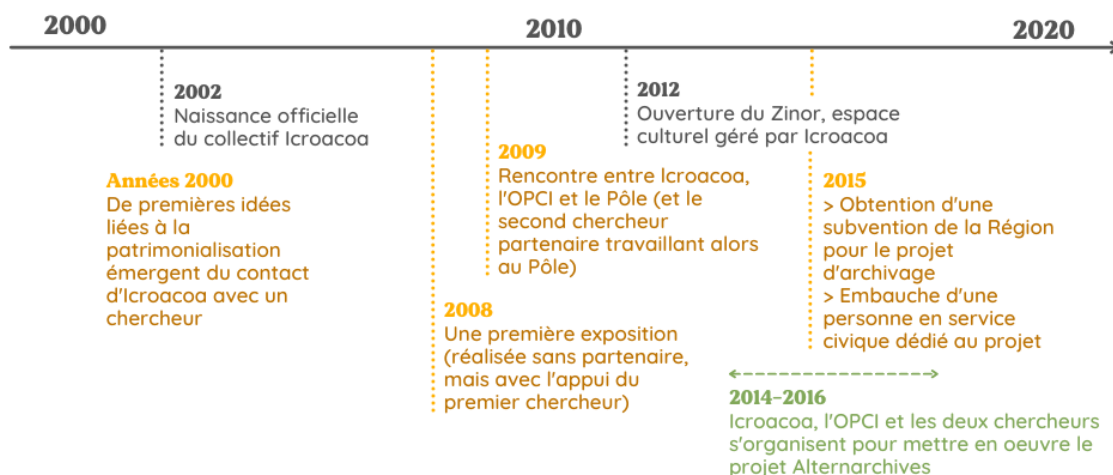 2000
2010
2020
2002
Naissance officielle
du collectif Icroacoa
2012
Ouverture du Zinor, espace
culturel géré par Icroacoa
Années 2000
De premières idées
liées à la
patrimonialisation
émergent du contact
d'Icroacoa avec un
chercheur
2009
Rencontre entre Icroacoa,
l'OPCI et le Pôle (et le
second chercheur
partenaire travaillant alors
au Pôle)
2015
> Obtention d'une
subvention de la Région
pour le projet
d'archivage
> Embauche d'une
personne en service
civique dédié au projet
2008
Une première exposition
(réalisée sans partenaire,
mais avec l'appui du
premier chercheur)
2014-2016
Icroacoa, l'OPCI et les deux chercheurs
s'organisent pour mettre en oeuvre le
projet Alternarchives